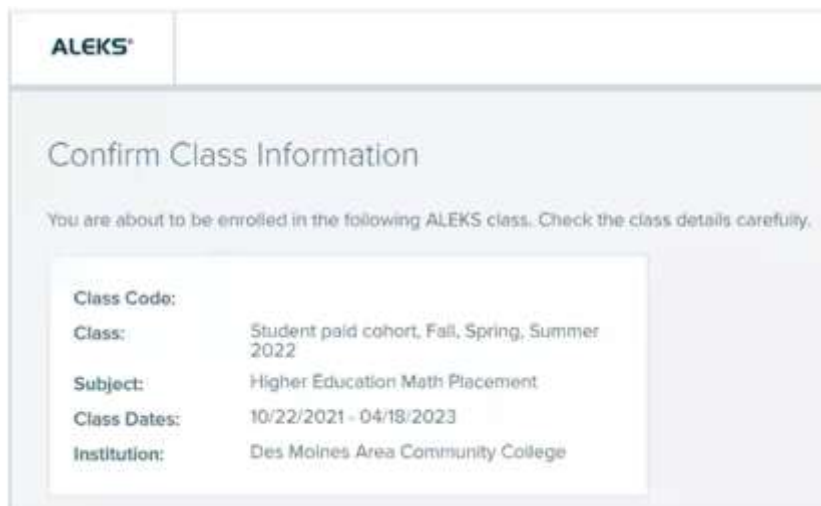 ALEKS®
Confirm Class Information
You are about to be enrolled in the following ALEKS class. Check the class details carefully.
Class Code:
Class: Student paid cohort, Fall, Spring, Summer
2022
Subject: Higher Education Math Placement
Class Dates: 10/22/2021 - 04/18/2023
Institution: Des Moines Area Community College